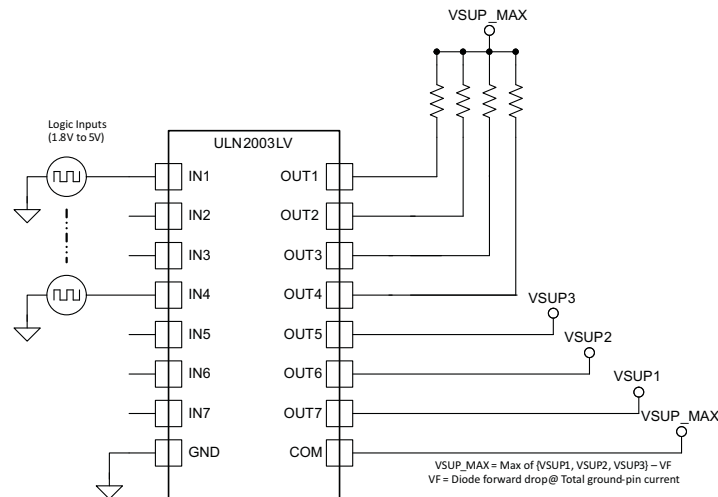 VSUP_MAX
Logic Inputs
(1.8V to 5V)
ULN2003LV
IN1
OUT1
IN2
OUT2
IN3
OUT3
IN4
OUT4
VSUP3
IN5
OUT5
VSUP2
IN6
OUT6
VSUP1
IN7
OUT7
VSUP_MAX
GND
COM
VSUP_MAX = Max of {VSUP1, VSUP2, VSUP3} – VF
VF = Diode forward drop@ Total ground-pin current